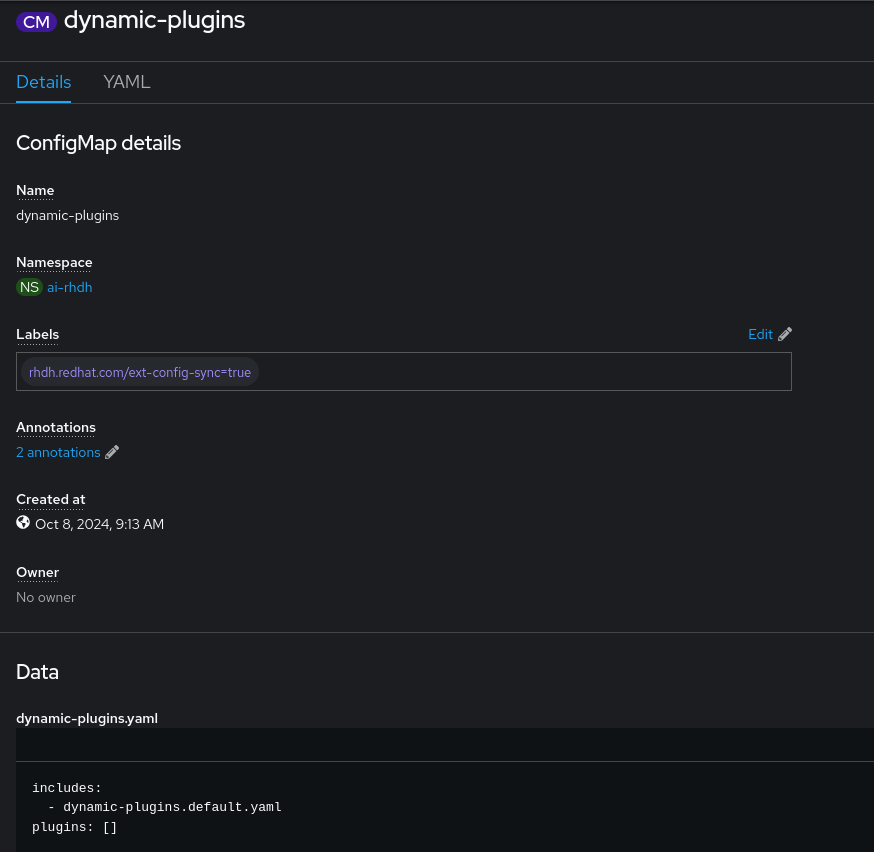 CM dynamic-plugins
Details YAML
ConfigMap details
Name
dynamic-plugins
Namespace
NS ai-rhdh
Labels Edit
rhdh.redhat.com/ext-config-sync=true
Annotations
2 annotations
Created at
Oct 8, 2024, 9:13 AM
Owner
No owner
Data
dynamic-plugins.yaml
includes:
  - dynamic-plugins.default.yaml
plugins: []